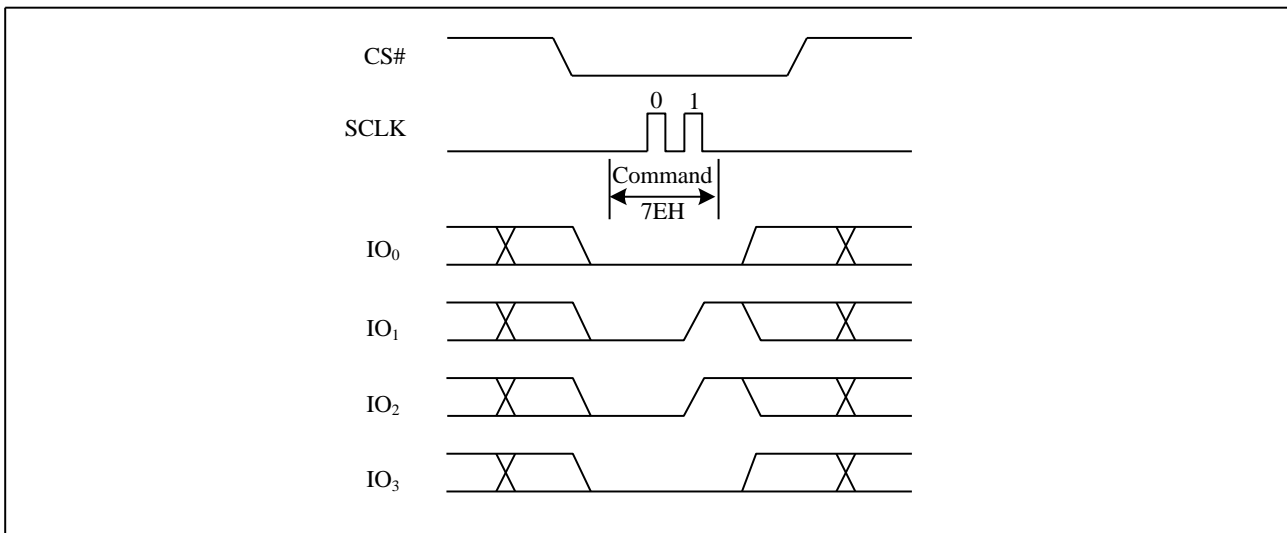 CS#
0 1
SCLK
Command
7EH
IO₀
IO₁
IO₂
IO₃